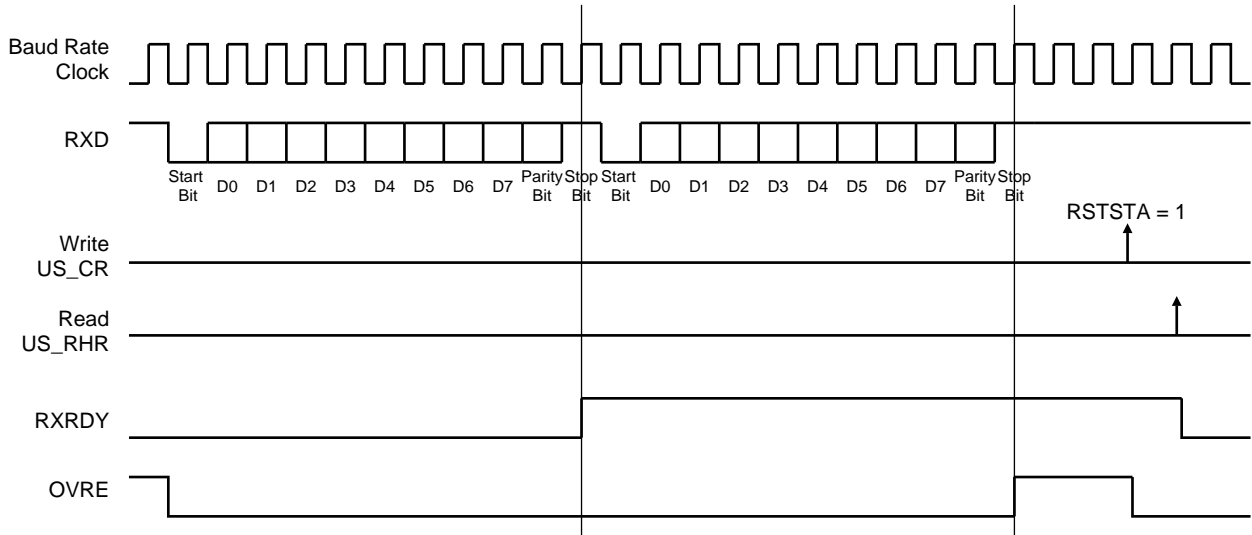 Baud Rate
Clock
RXD
Start
Bit
D0
D1
D2
D3
D4
D5
D6
D7
Parity
Bit
Stop
Bit
Start
Bit
D0
D1
D2
D3
D4
D5
D6
D7
Parity
Bit
Stop
Bit
RSTSTA = 1
Write
US_CR
Read
US_RHR
RXRDY
OVRE